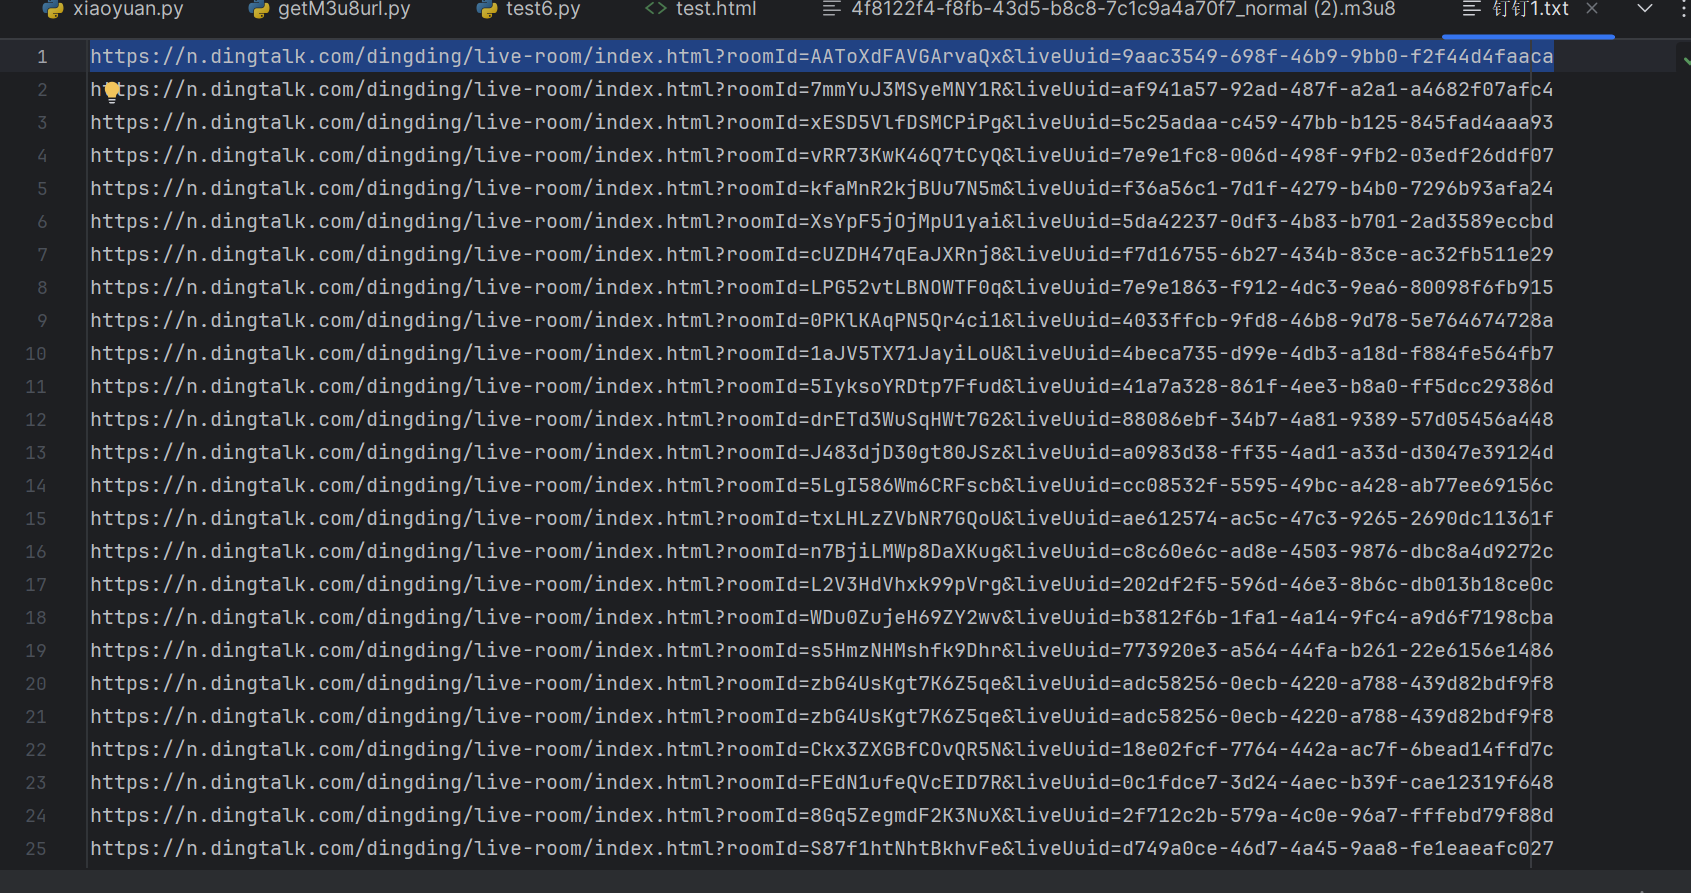 xiaoyuan.py getM3u8url.py test6.py <> test.html 4f8122f4-f8fb-43d5-b8c8-7c1c9a4a70f7_normal (2).m3u8 钉钉1.txt
1 https://n.dingtalk.com/dingding/live-room/index.html?roomId=AAToXdFAVGArvaQx&liveUuid=9aac3549-698f-46b9-9bb0-f2f44d4faaca
2 https://n.dingtalk.com/dingding/live-room/index.html?roomId=7mmYuJ3MSyeMNY1R&liveUuid=af941a57-92ad-487f-a2a1-a4682f07afc4
3 https://n.dingtalk.com/dingding/live-room/index.html?roomId=xESD5VlfDSMCPiPg&liveUuid=5c25adaa-c459-47bb-b125-845fad4aaa93
4 https://n.dingtalk.com/dingding/live-room/index.html?roomId=vRR73KwK46Q7tCyQ&liveUuid=7e9e1fc8-006d-498f-9fb2-03edf26ddf07
5 https://n.dingtalk.com/dingding/live-room/index.html?roomId=kfaMnR2kjBUu7N5m&liveUuid=f36a56c1-7d1f-4279-b4b0-7296b93afa24
6 https://n.dingtalk.com/dingding/live-room/index.html?roomId=XsYpF5jOjMpU1yai&liveUuid=5da42237-0df3-4b83-b701-2ad3589eccbd
7 https://n.dingtalk.com/dingding/live-room/index.html?roomId=cUZDH47qEaJXRnj8&liveUuid=f7d16755-6b27-434b-83ce-ac32fb511e29
8 https://n.dingtalk.com/dingding/live-room/index.html?roomId=LPG52vtLBNOWTF0q&liveUuid=7e9e1863-f912-4dc3-9ea6-80098f6fb915
9 https://n.dingtalk.com/dingding/live-room/index.html?roomId=0PKlKAqPN5Qr4ci1&liveUuid=4033ffcb-9fd8-46b8-9d78-5e764674728a
10 https://n.dingtalk.com/dingding/live-room/index.html?roomId=1aJV5TX71JayiLoU&liveUuid=4beca735-d99e-4db3-a18d-f884fe564fb7
11 https://n.dingtalk.com/dingding/live-room/index.html?roomId=5IyksoYRDtp7Ffud&liveUuid=41a7a328-861f-4ee3-b8a0-ff5dcc29386d
12 https://n.dingtalk.com/dingding/live-room/index.html?roomId=drETd3WuSqHWt7G2&liveUuid=88086ebf-34b7-4a81-9389-57d05456a448
13 https://n.dingtalk.com/dingding/live-room/index.html?roomId=J483djD30gt80JSz&liveUuid=a0983d38-ff35-4ad1-a33d-d3047e39124d
14 https://n.dingtalk.com/dingding/live-room/index.html?roomId=5LgI586Wm6CRFscb&liveUuid=cc08532f-5595-49bc-a428-ab77ee69156c
15 https://n.dingtalk.com/dingding/live-room/index.html?roomId=txLHLzZVbNR7GQoU&liveUuid=ae612574-ac5c-47c3-9265-2690dc11361f
16 https://n.dingtalk.com/dingding/live-room/index.html?roomId=n7BjiLMWp8DaXKug&liveUuid=c8c60e6c-ad8e-4503-9876-dbc8a4d9272c
17 https://n.dingtalk.com/dingding/live-room/index.html?roomId=L2V3HdVhxk99pVrg&liveUuid=202df2f5-596d-46e3-8b6c-db013b18ce0c
18 https://n.dingtalk.com/dingding/live-room/index.html?roomId=WDu0ZujeH69ZY2wv&liveUuid=b3812f6b-1fa1-4a14-9fc4-a9d6f7198cba
19 https://n.dingtalk.com/dingding/live-room/index.html?roomId=s5HmzNHMshfk9Dhr&liveUuid=773920e3-a564-44fa-b261-22e6156e1486
20 https://n.dingtalk.com/dingding/live-room/index.html?roomId=zbG4UsKgt7K6Z5qe&liveUuid=adc58256-0ecb-4220-a788-439d82bdf9f8
21 https://n.dingtalk.com/dingding/live-room/index.html?roomId=zbG4UsKgt7K6Z5qe&liveUuid=adc58256-0ecb-4220-a788-439d82bdf9f8
22 https://n.dingtalk.com/dingding/live-room/index.html?roomId=Ckx3ZXGBfCOvQR5N&liveUuid=18e02fcf-7764-442a-ac7f-6bead14ffd7c
23 https://n.dingtalk.com/dingding/live-room/index.html?roomId=FEdN1ufeQVcEID7R&liveUuid=0c1fdce7-3d24-4aec-b39f-cae12319f648
24 https://n.dingtalk.com/dingding/live-room/index.html?roomId=8Gq5ZegmdF2K3NuX&liveUuid=2f712c2b-579a-4c0e-96a7-fffebd79f88d
25 https://n.dingtalk.com/dingding/live-room/index.html?roomId=S87f1htNhtBkhvFe&liveUuid=d749a0ce-46d7-4a45-9aa8-fe1eaeafc027